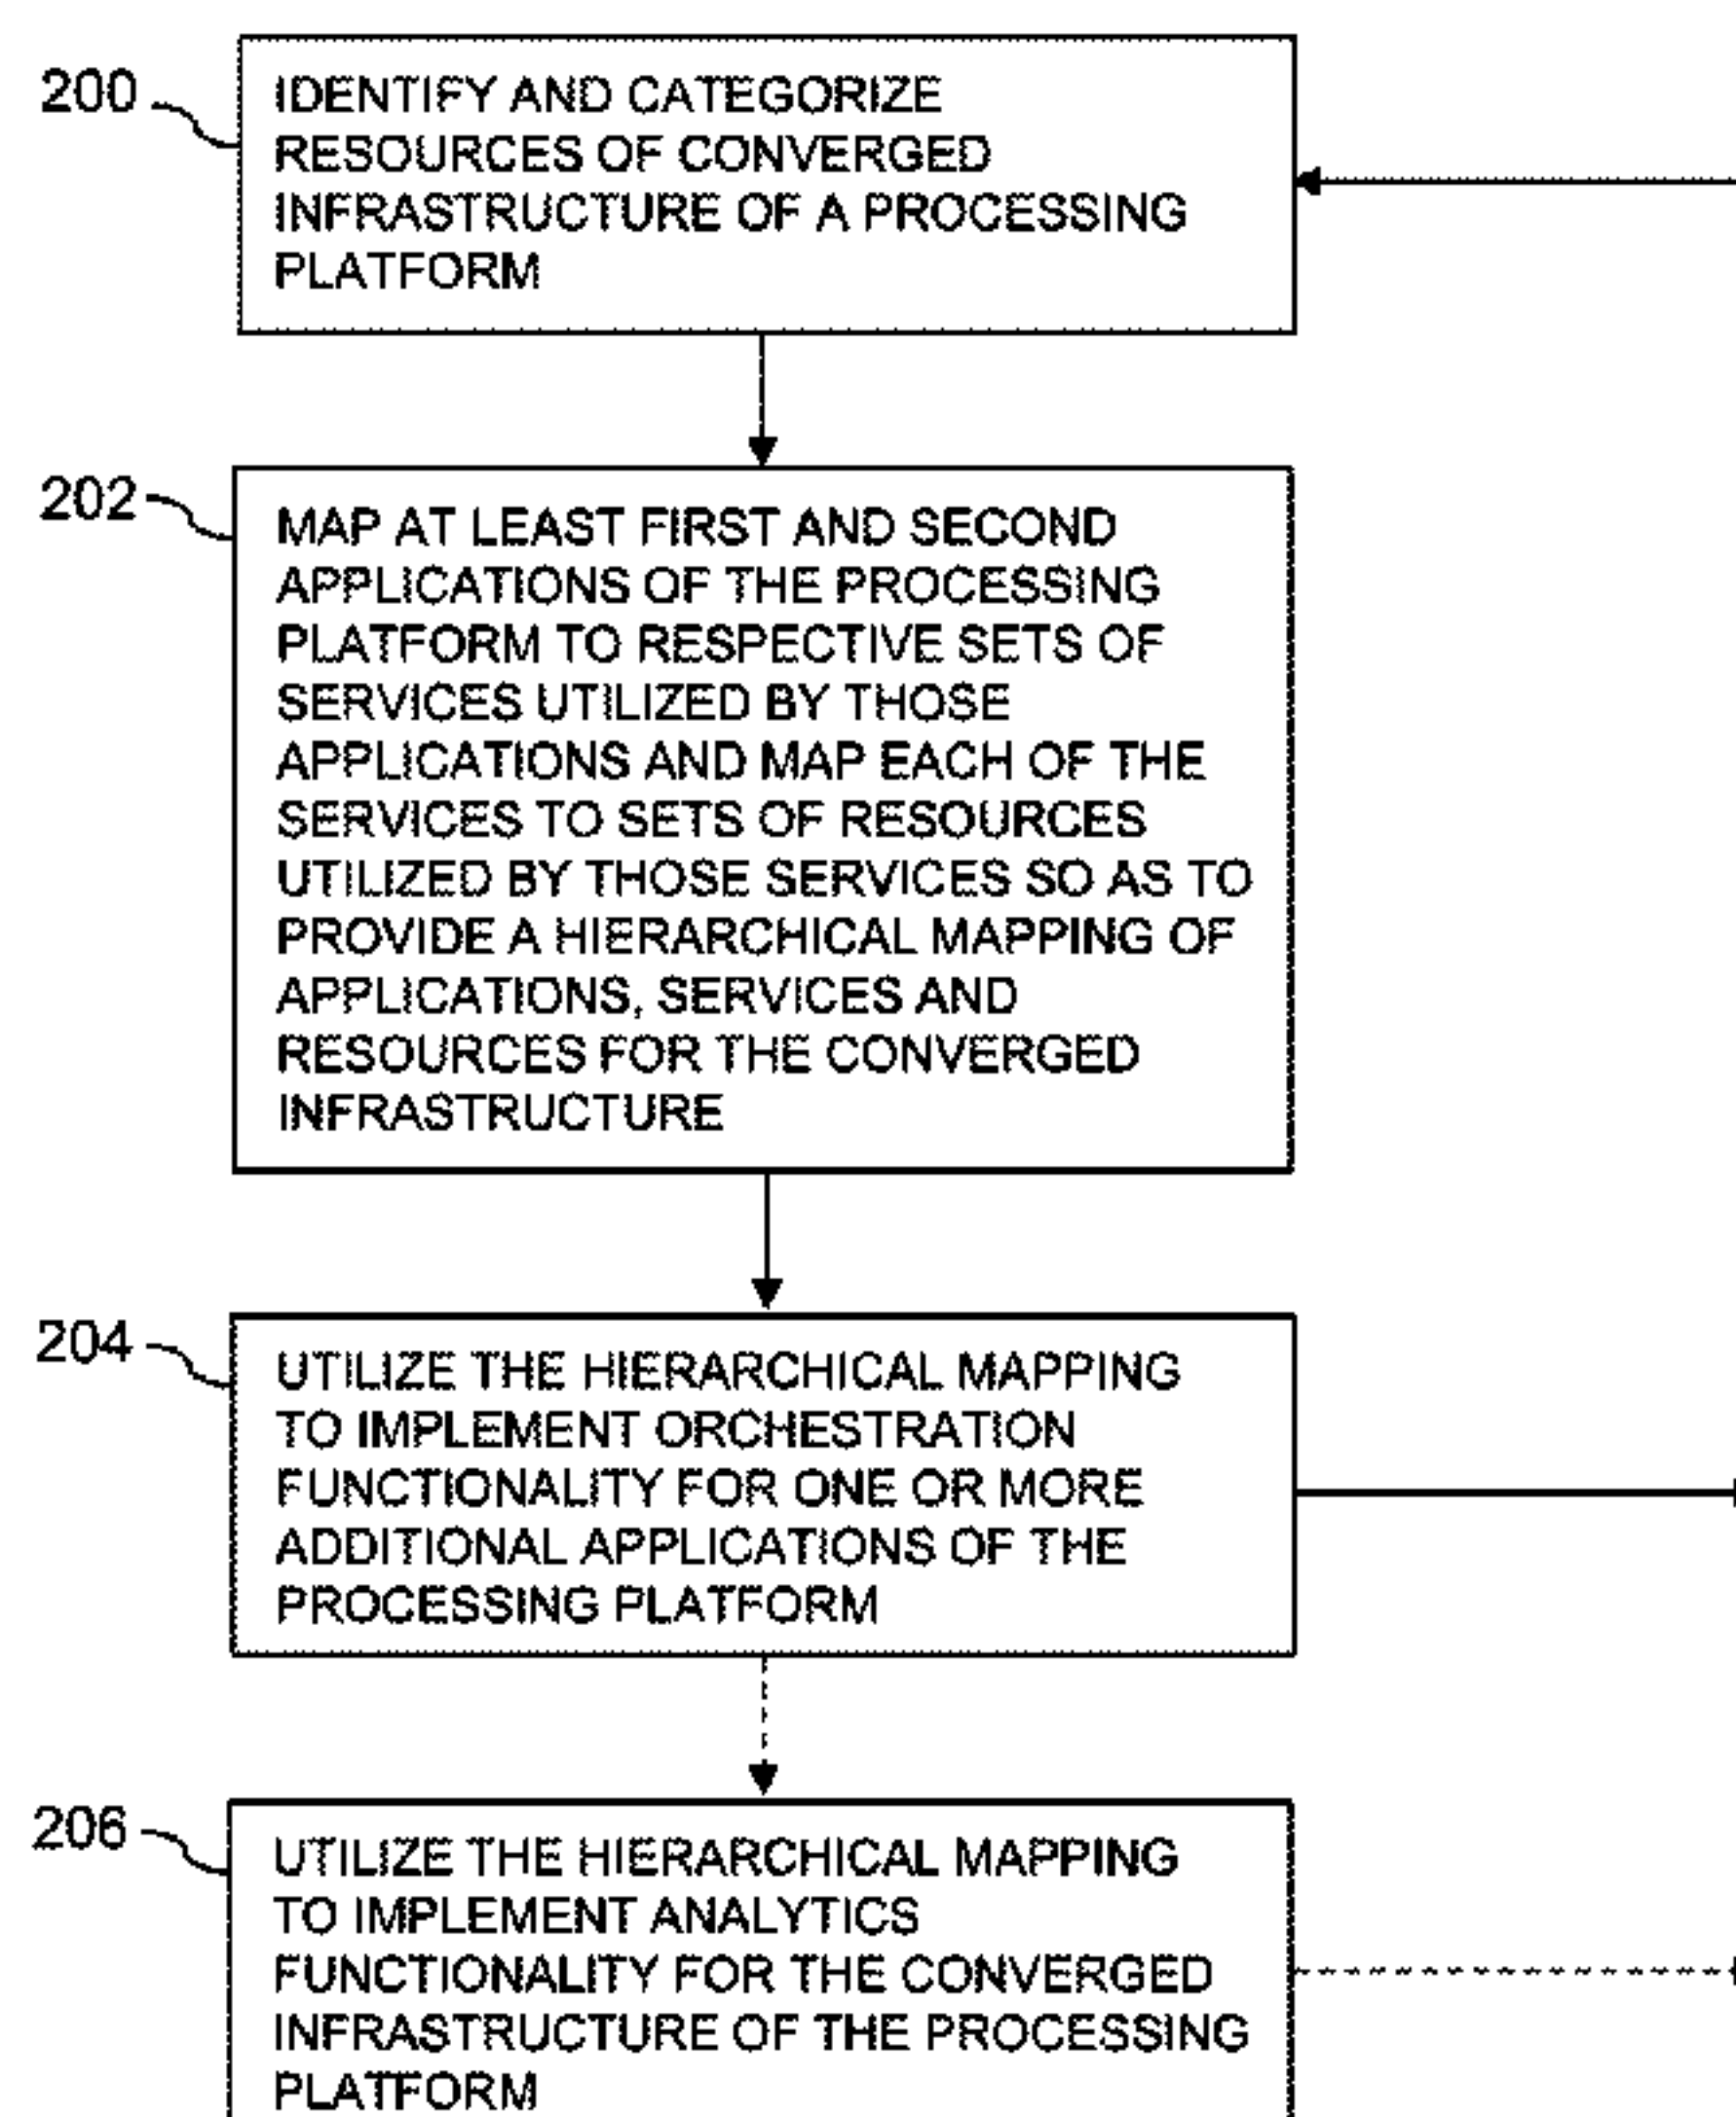 200
IDENTIFY AND CATEGORIZE
RESOURCES OF CONVERGED
INFRASTRUCTURE OF A PROCESSING
PLATFORM
202
MAP AT LEAST FIRST AND SECOND
APPLICATIONS OF THE PROCESSING
PLATFORM TO RESPECTIVE SETS OF
SERVICES UTILIZED BY THOSE
APPLICATIONS AND MAP EACH OF THE
SERVICES TO SETS OF RESOURCES
UTILIZED BY THOSE SERVICES SO AS TO
PROVIDE A HIERARCHICAL MAPPING OF
APPLICATIONS, SERVICES AND
RESOURCES FOR THE CONVERGED
INFRASTRUCTURE
204
UTILIZE THE HIERARCHICAL MAPPING
TO IMPLEMENT ORCHESTRATION
FUNCTIONALITY FOR ONE OR MORE
ADDITIONAL APPLICATIONS OF THE
PROCESSING PLATFORM
206
UTILIZE THE HIERARCHICAL MAPPING
TO IMPLEMENT ANALYTICS
FUNCTIONALITY FOR THE CONVERGED
INFRASTRUCTURE OF THE PROCESSING
PLATFORM